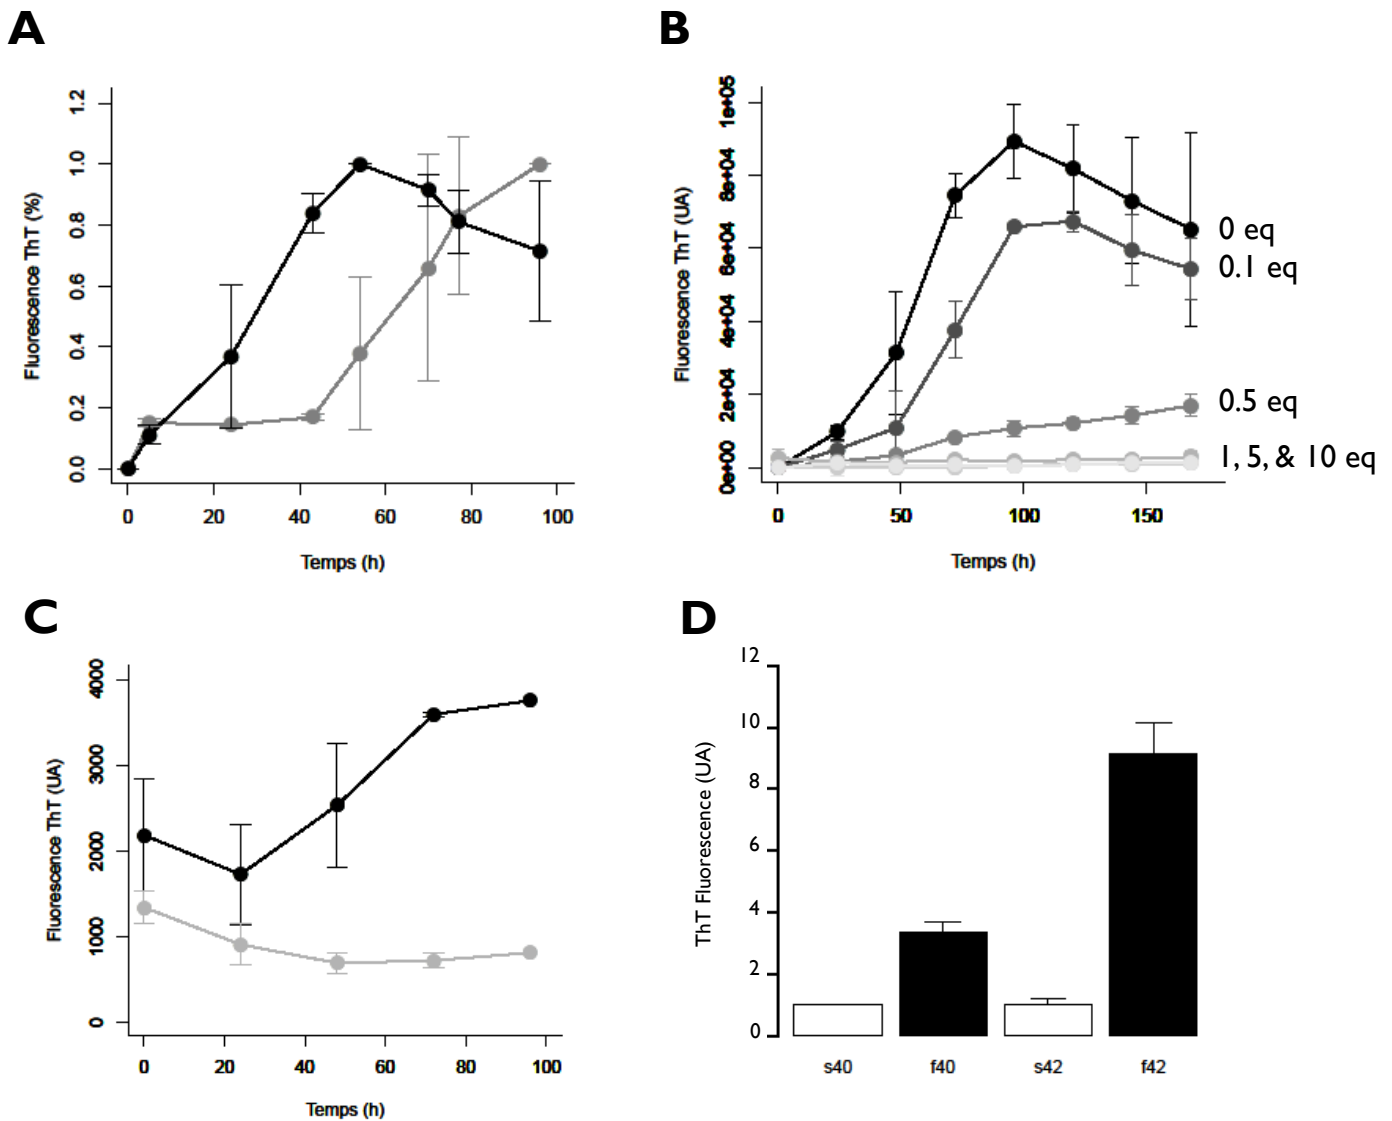 A
Fluorescence ThT (%)
1.2
1.0
0.8
0.6
0.4
0.2
0.0
0 20 40 60 80 100
Temps (h)
B
Fluorescence ThT (UA)
1e+05
8e+04
6e+04
4e+04
2e+04
0e+00
0 eq
0.1 eq
0.5 eq
1, 5, & 10 eq
0 50 100 150
Temps (h)
C
Fluorescence ThT (UA)
4000
3000
2000
1000
0
0 20 40 60 80 100
Temps (h)
D
ThT Fluorescence (UA)
12
10
8
6
4
2
0
s40 f40 s42 f42